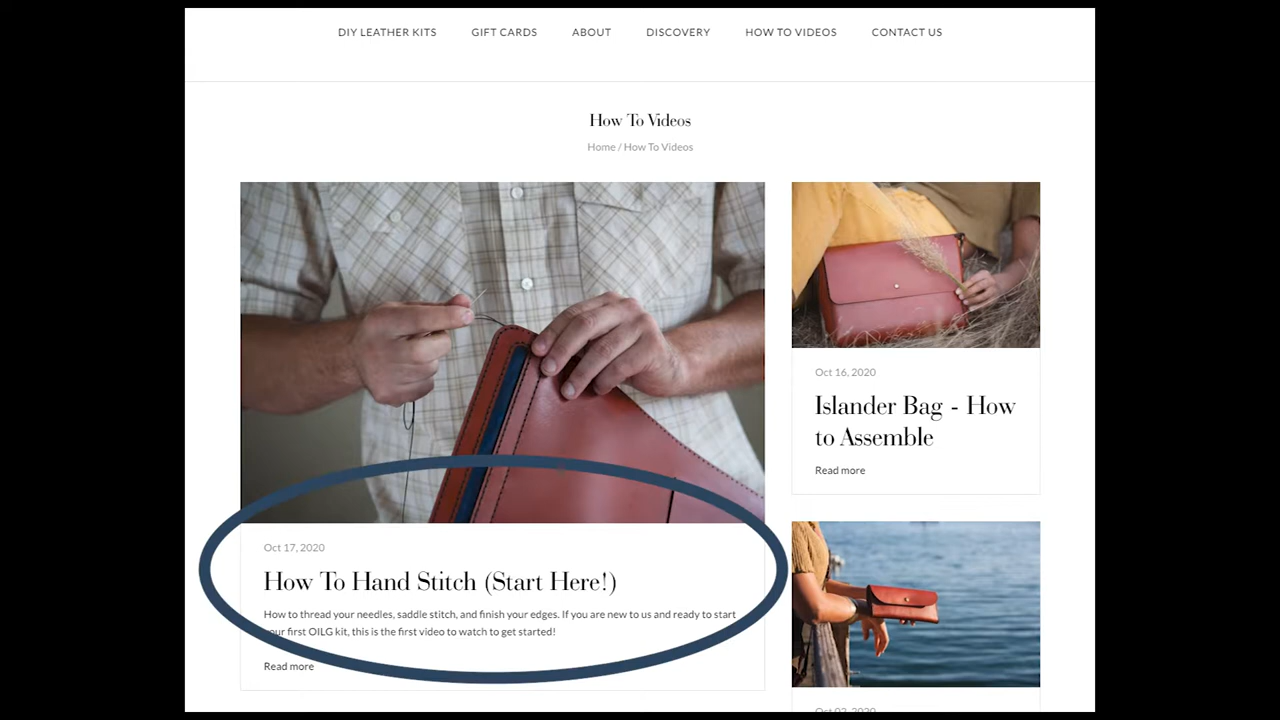 DIY LEATHER KITS GIFT CARDS ABOUT DISCOVERY HOW TO VIDEOS CONTACT US
How To Videos
Home / How To Videos
Oct 17, 2020
How To Hand Stitch (Start Here!)
How to thread your needles, saddle stitch, and finish your edges. If you are new to us and ready to start
your first OILG kit, this is the first video to watch to get started!
Read more
Oct 16, 2020
Islander Bag - How
to Assemble
Read more